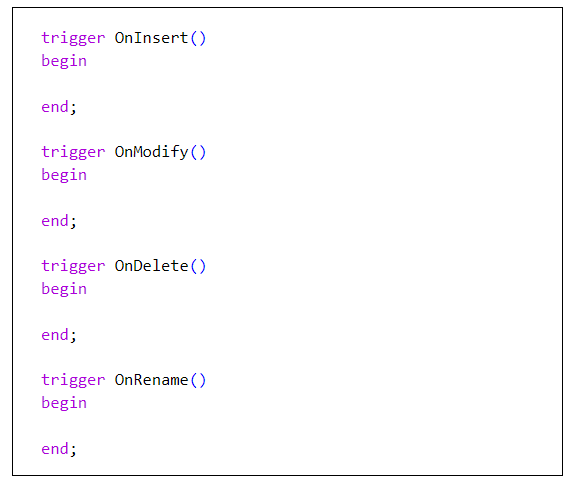 trigger OnInsert()
begin
end;
trigger OnModify()
begin
end;
trigger OnDelete()
begin
end;
trigger OnRename()
begin
end;